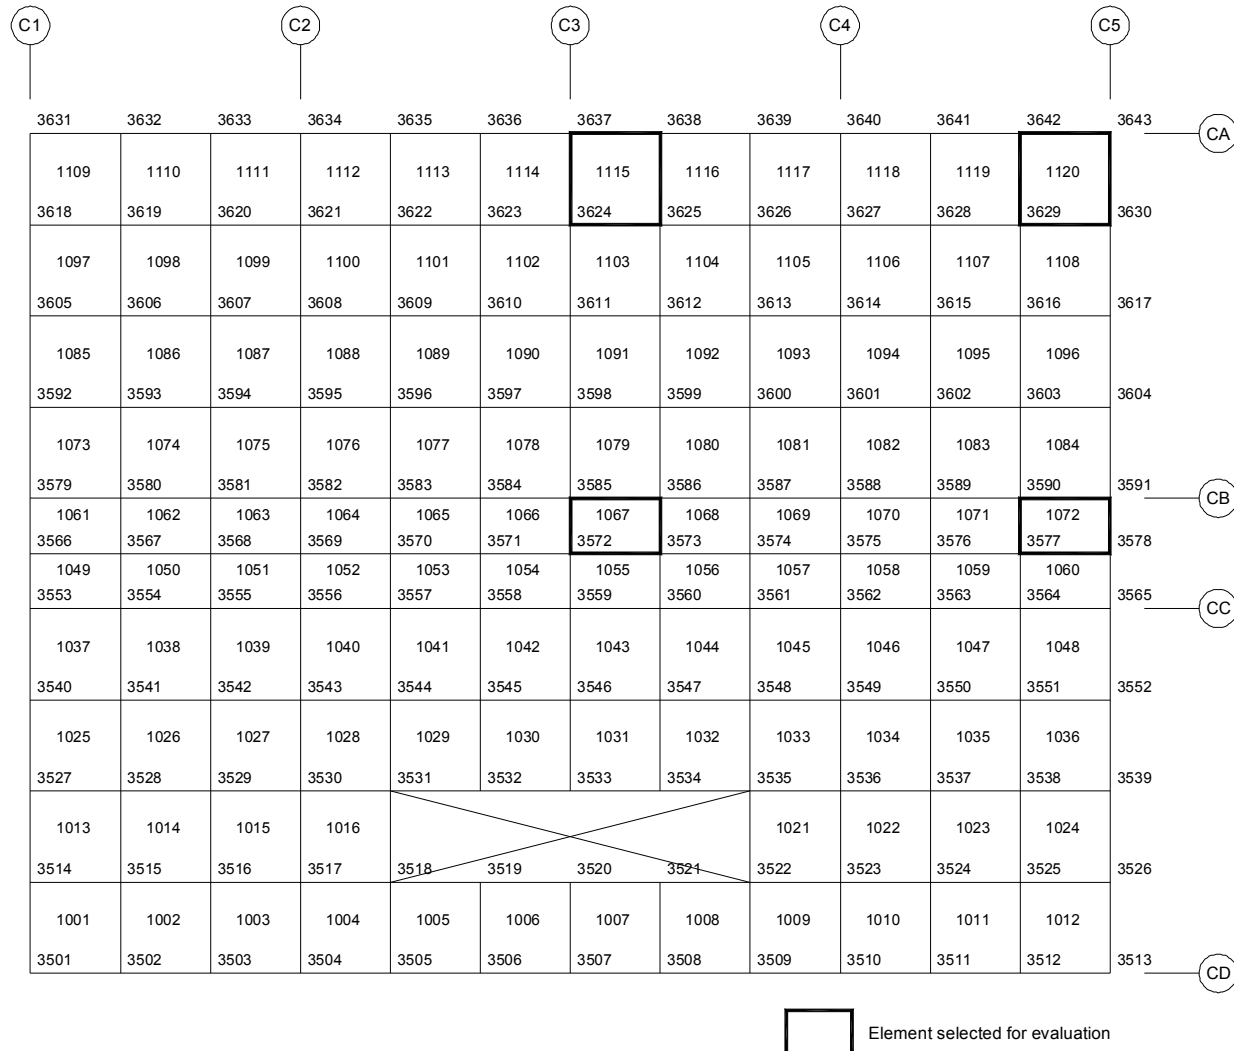 C1 C2 C3 C4 C5
3631 3632 3633 3634 3635 3636 3637 3638 3639 3640 3641 3642 3643
CA
1109 1110 1111 1112 1113 1114 1115 1116 1117 1118 1119 1120
3618 3619 3620 3621 3622 3623 3624 3625 3626 3627 3628 3629 3630
1097 1098 1099 1100 1101 1102 1103 1104 1105 1106 1107 1108
3605 3606 3607 3608 3609 3610 3611 3612 3613 3614 3615 3616 3617
1085 1086 1087 1088 1089 1090 1091 1092 1093 1094 1095 1096
3592 3593 3594 3595 3596 3597 3598 3599 3600 3601 3602 3603 3604
1073 1074 1075 1076 1077 1078 1079 1080 1081 1082 1083 1084
3579 3580 3581 3582 3583 3584 3585 3586 3587 3588 3589 3590 3591
CB
1061 1062 1063 1064 1065 1066 1067 1068 1069 1070 1071 1072
3566 3567 3568 3569 3570 3571 3572 3573 3574 3575 3576 3577 3578
1049 1050 1051 1052 1053 1054 1055 1056 1057 1058 1059 1060
3553 3554 3555 3556 3557 3558 3559 3560 3561 3562 3563 3564 3565
CC
1037 1038 1039 1040 1041 1042 1043 1044 1045 1046 1047 1048
3540 3541 3542 3543 3544 3545 3546 3547 3548 3549 3550 3551 3552
1025 1026 1027 1028 1029 1030 1031 1032 1033 1034 1035 1036
3527 3528 3529 3530 3531 3532 3533 3534 3535 3536 3537 3538 3539
1013 1014 1015 1016 1021 1022 1023 1024
3514 3515 3516 3517 3518 3519 3520 3521 3522 3523 3524 3525 3526
1001 1002 1003 1004 1005 1006 1007 1008 1009 1010 1011 1012
3501 3502 3503 3504 3505 3506 3507 3508 3509 3510 3511 3512 3513
CD
Element selected for evaluation